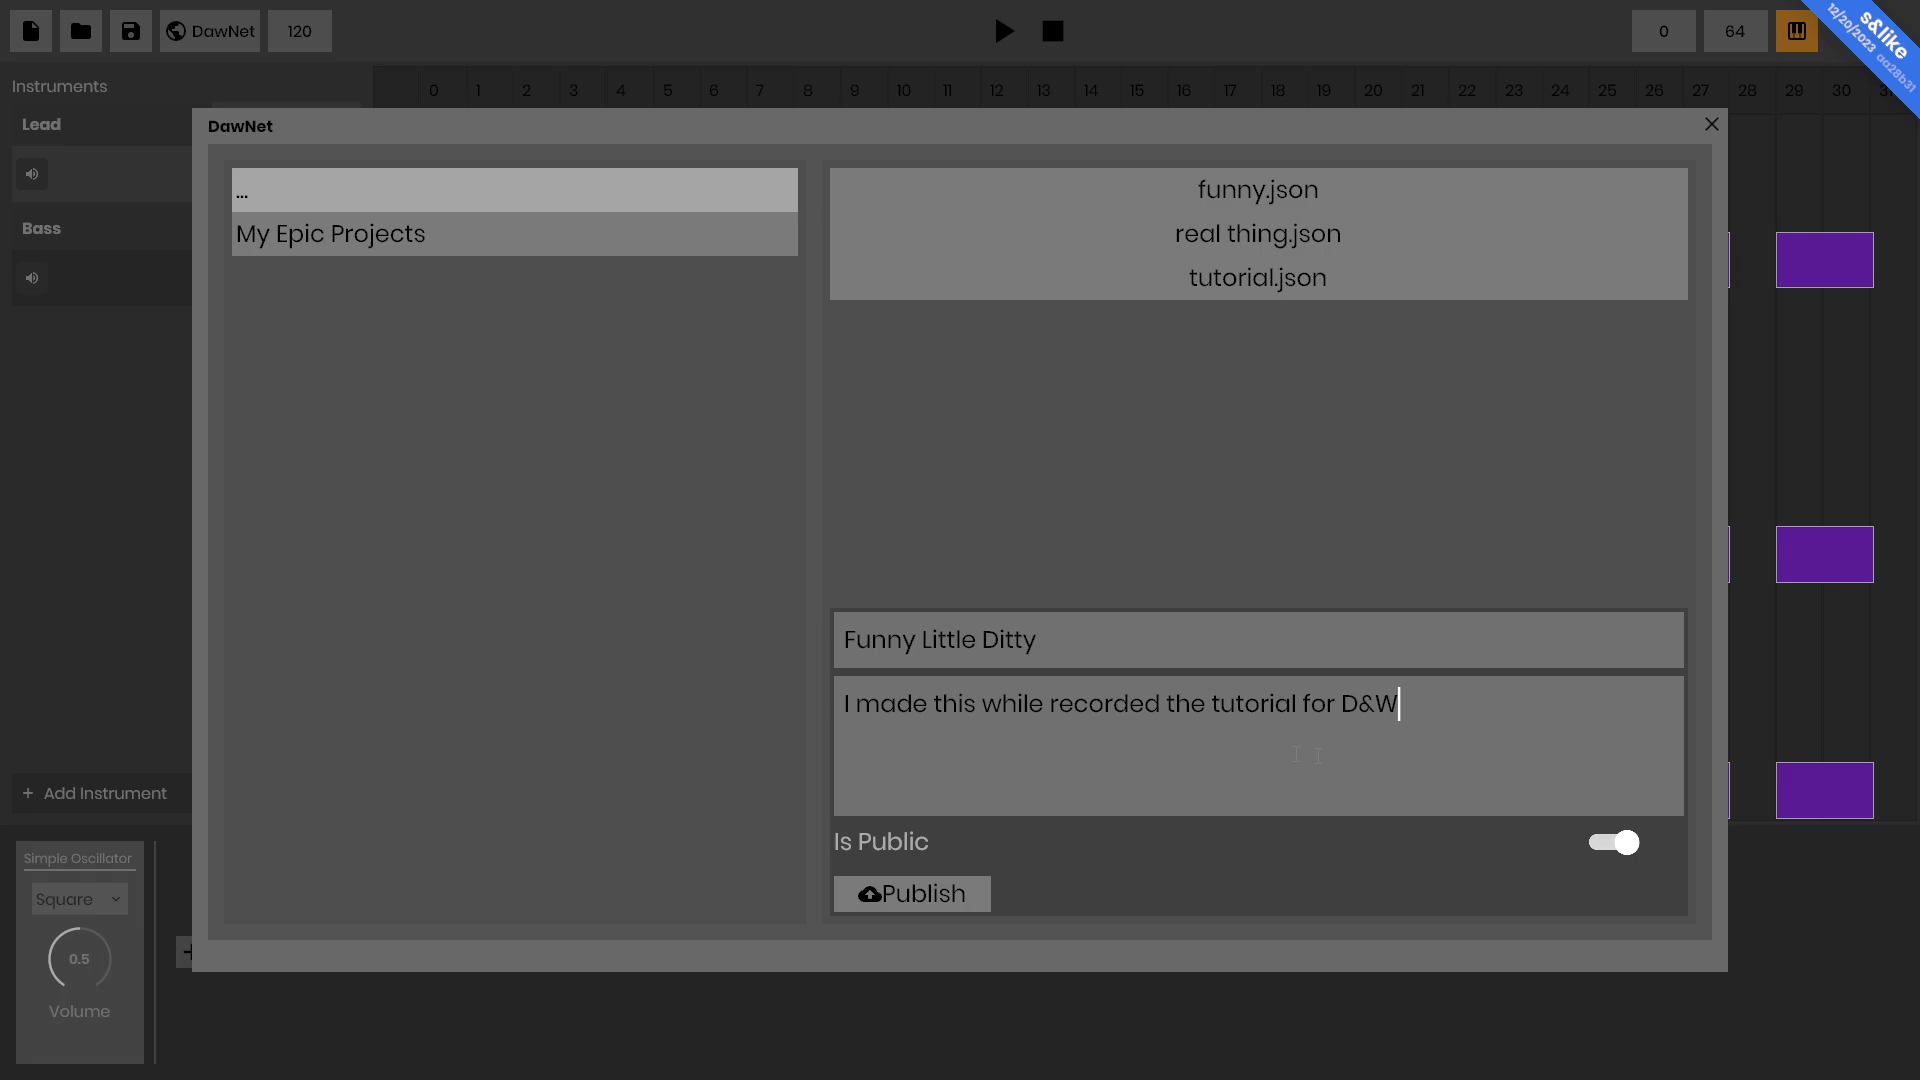 DawNet
120
0
64
s&like
12/20/2023 aa28b31
Instruments
0 1 2 3 4 5 6 7 8 9 10 11 12 13 14 15 16 17 18 19 20 21 22 23 24 25 26 27 28 29 30 31
Lead
Bass
DawNet
...
My Epic Projects
funny.json
real thing.json
tutorial.json
Funny Little Ditty
I made this while recorded the tutorial for D&W
Is Public
Publish
+ Add Instrument
Simple Oscillator
Square
0.5
Volume
+